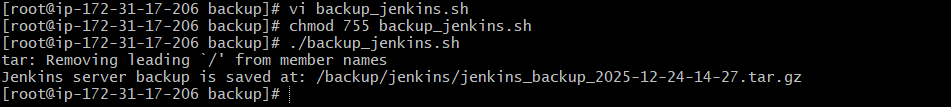 [root@ip-172-31-17-206 backup]# vi backup_jenkins.sh
[root@ip-172-31-17-206 backup]# chmod 755 backup_jenkins.sh
[root@ip-172-31-17-206 backup]# ./backup_jenkins.sh
tar: Removing leading `/' from member names
Jenkins server backup is saved at: /backup/jenkins/jenkins_backup_2025-12-24-14-27.tar.gz
[root@ip-172-31-17-206 backup]#